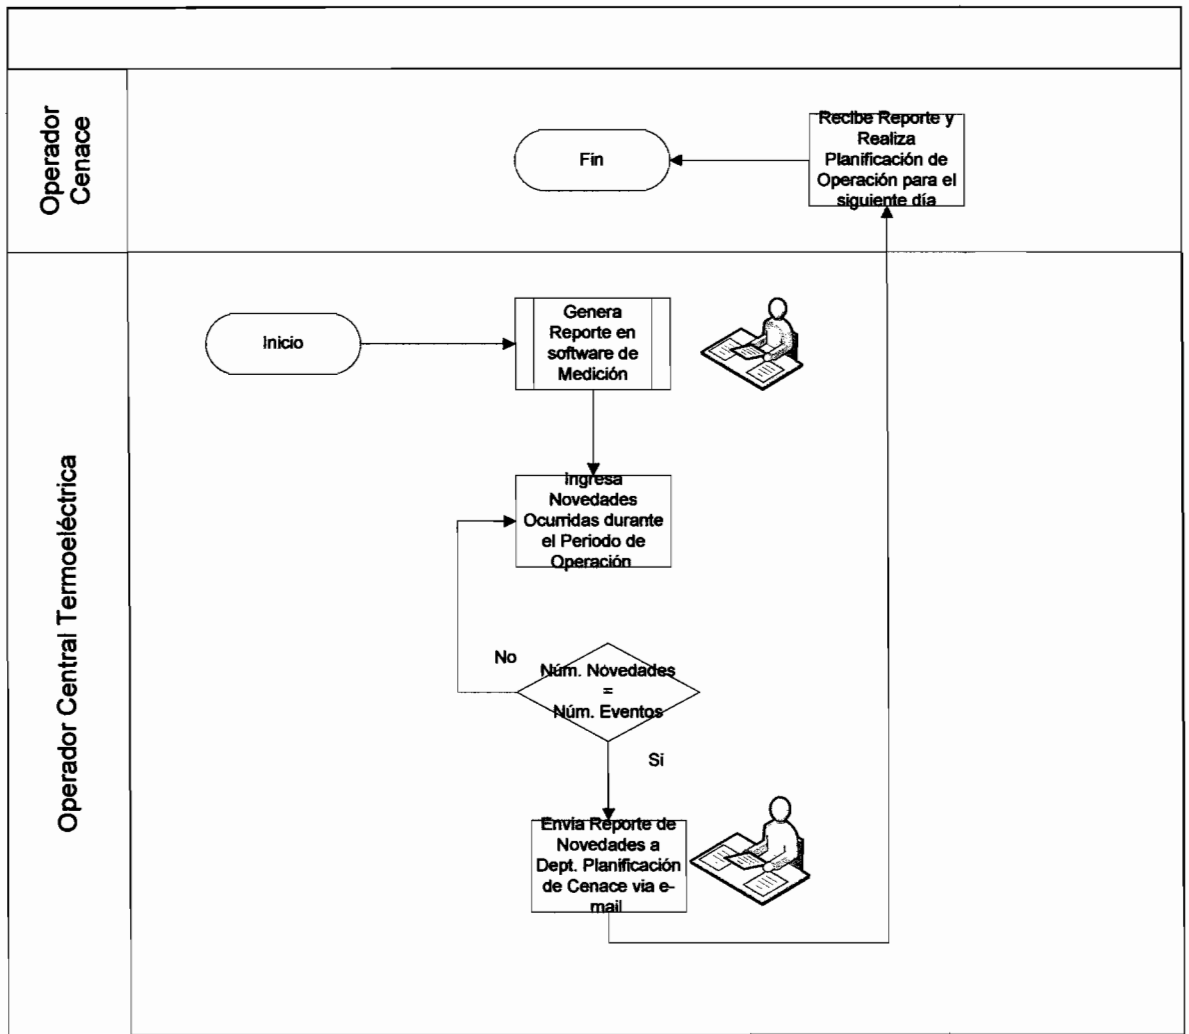 Operador
Cenace
Fin
Recibe Reporte y
Realiza
Planificación de
Operación para el
siguiente día
Operador Central Termoeléctrica
Inicio
Genera
Reporte en
software de
Medición
Ingresa
Novedades
Ocurridas durante
el Periodo de
Operación
No
Núm. Novedades
=
Núm. Eventos
Si
Envia Reporte de
Novedades a
Dept. Planificación
de Cenace via e-
mail